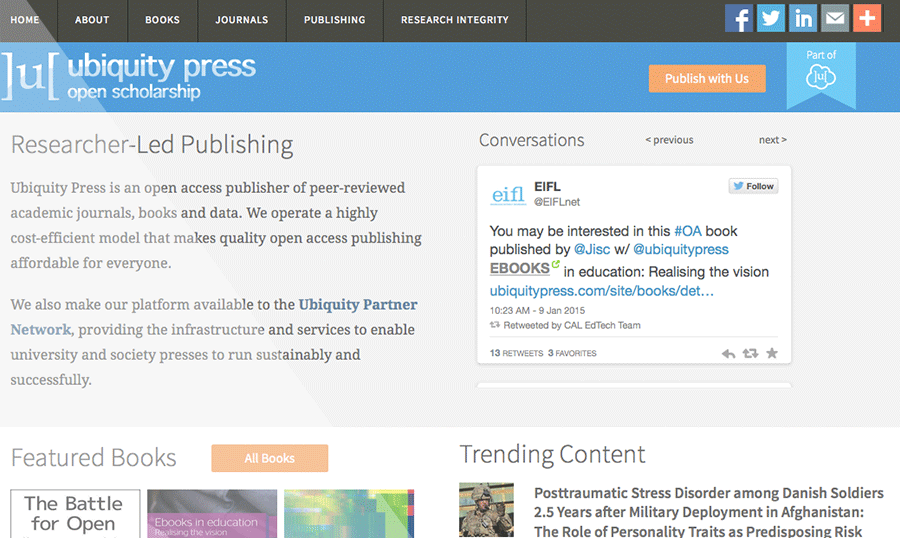 HOME ABOUT BOOKS JOURNALS PUBLISHING RESEARCH INTEGRITY
]u[ ubiquity press
open scholarship
Publish with Us
Part of
]u[
Researcher-Led Publishing
Ubiquity Press is an open access publisher of peer-reviewed
academic journals, books and data. We operate a highly
cost-efficient model that makes quality open access publishing
affordable for everyone.
We also make our platform available to the Ubiquity Partner
Network, providing the infrastructure and services to enable
university and society presses to run sustainably and
successfully.
Conversations < previous next >
eifl
EIFL
@EIFLnet
Follow
You may be interested in this #OA book
published by @Jisc w/ @ubiquitypress
EBOOKS in education: Realising the vision
ubiquitypress.com/site/books/det…
10:23 AM - 9 Jan 2015
Retweeted by CAL EdTech Team
13 RETWEETS 3 FAVORITES
Featured Books
All Books
The Battle
for Open
Ebooks in education
Realising the vision
Trending Content
Posttraumatic Stress Disorder among Danish Soldiers
2.5 Years after Military Deployment in Afghanistan:
The Role of Personality Traits as Predisposing Risk